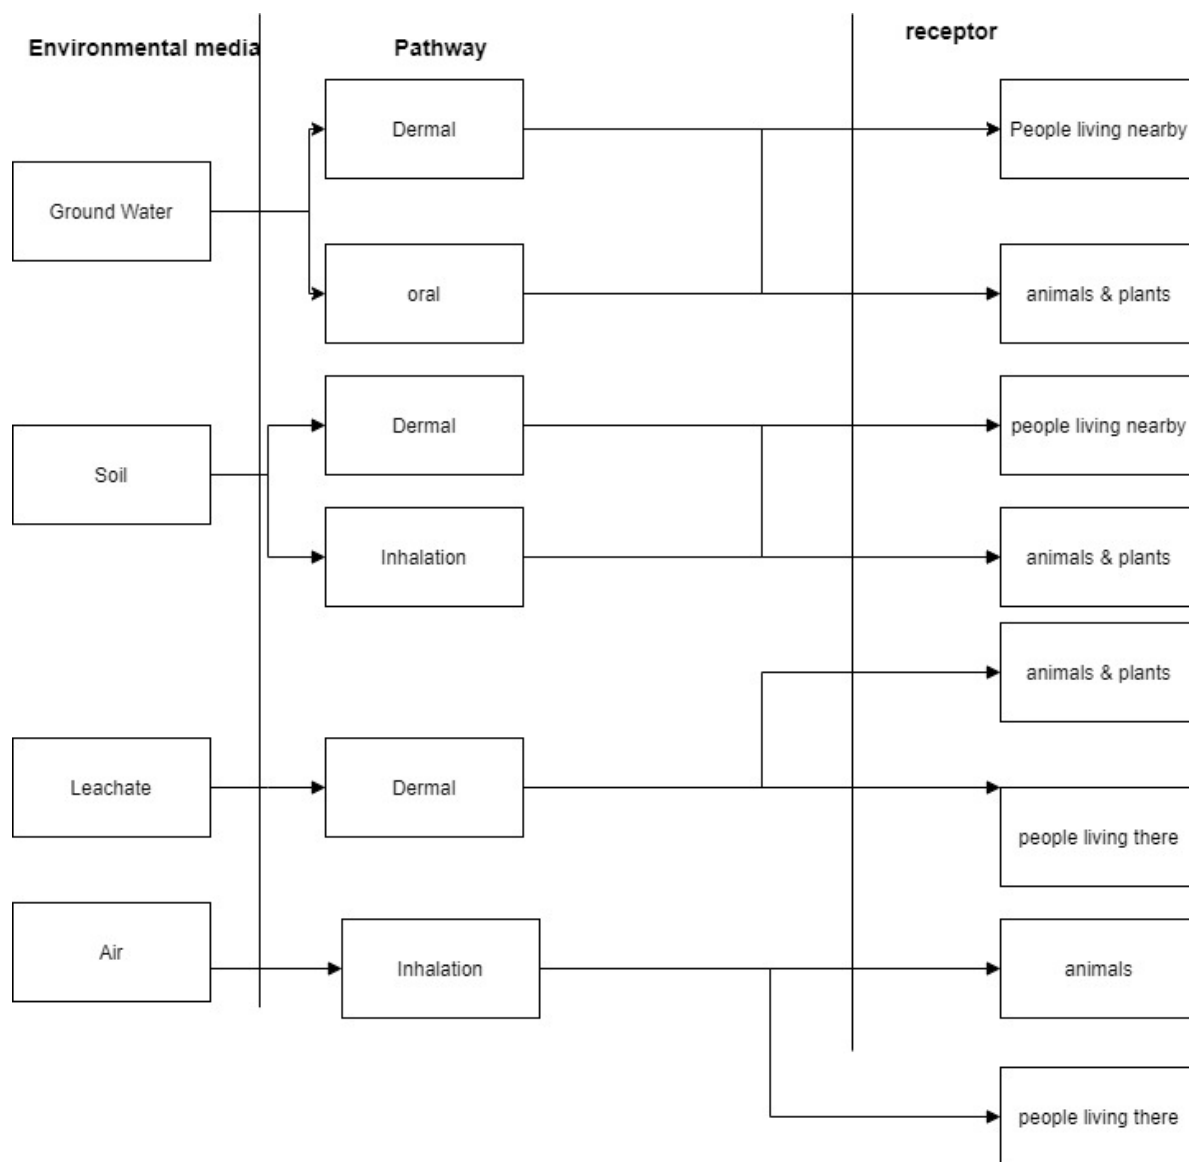 Environmental media
Pathway
receptor
Dermal
People living nearby
Ground Water
oral
animals & plants
Dermal
people living nearby
Soil
Inhalation
animals & plants
animals & plants
Leachate
Dermal
people living there
Air
Inhalation
animals
people living there